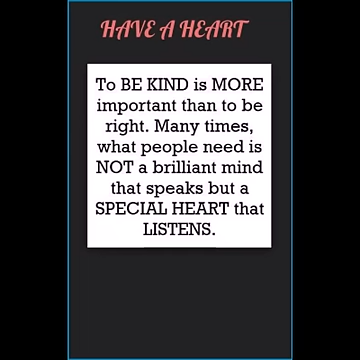 HAVE A HEART
To BE KIND is MORE
important than to be
right. Many times,
what people need is
NOT a brilliant mind
that speaks but a
SPECIAL HEART that
LISTENS.